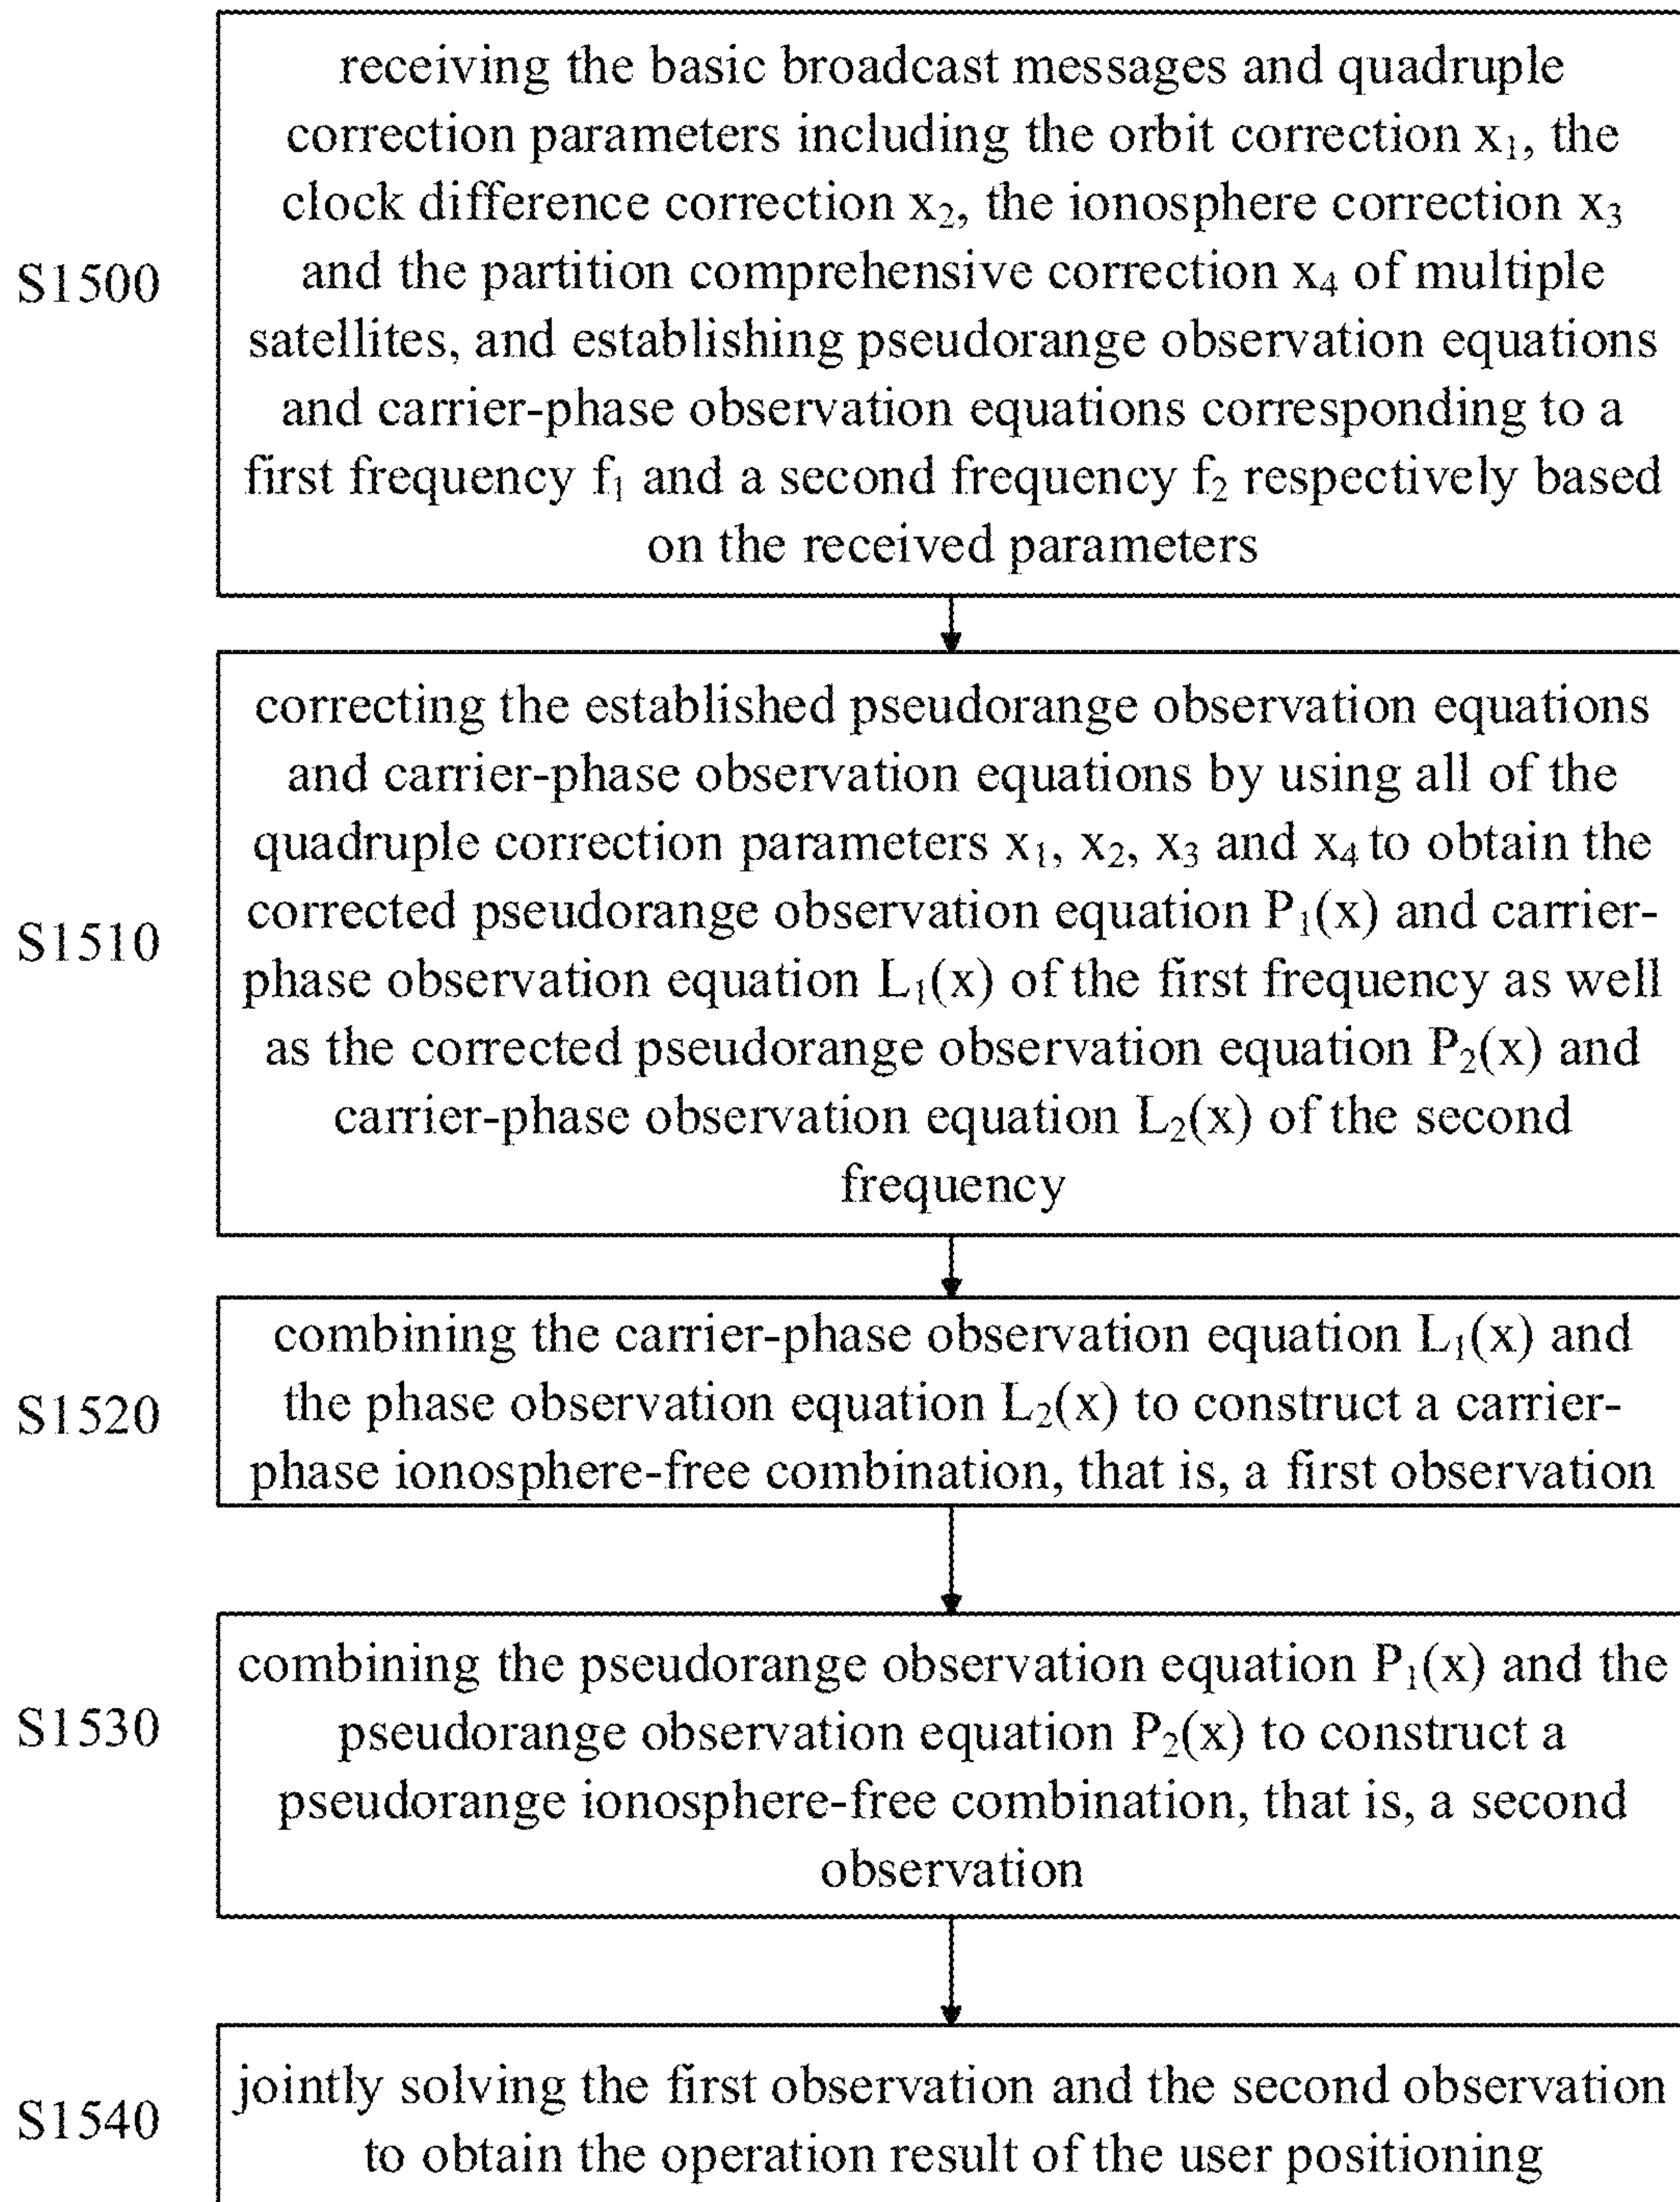 receiving the basic broadcast messages and quadruple
correction parameters including the orbit correction x₁, the
clock difference correction x₂, the ionosphere correction x₃
S1500
and the partition comprehensive correction x₄ of multiple
satellites, and establishing pseudorange observation equations
and carrier-phase observation equations corresponding to a
first frequency f₁ and a second frequency f₂ respectively based
on the received parameters
correcting the established pseudorange observation equations
and carrier-phase observation equations by using all of the
quadruple correction parameters x₁, x₂, x₃ and x₄ to obtain the
corrected pseudorange observation equation P₁(x) and carrier-
S1510
phase observation equation L₁(x) of the first frequency as well
as the corrected pseudorange observation equation P₂(x) and
carrier-phase observation equation L₂(x) of the second
frequency
combining the carrier-phase observation equation L₁(x) and
S1520
the phase observation equation L₂(x) to construct a carrier-
phase ionosphere-free combination, that is, a first observation
combining the pseudorange observation equation P₁(x) and the
S1530
pseudorange observation equation P₂(x) to construct a
pseudorange ionosphere-free combination, that is, a second
observation
S1540
jointly solving the first observation and the second observation
to obtain the operation result of the user positioning